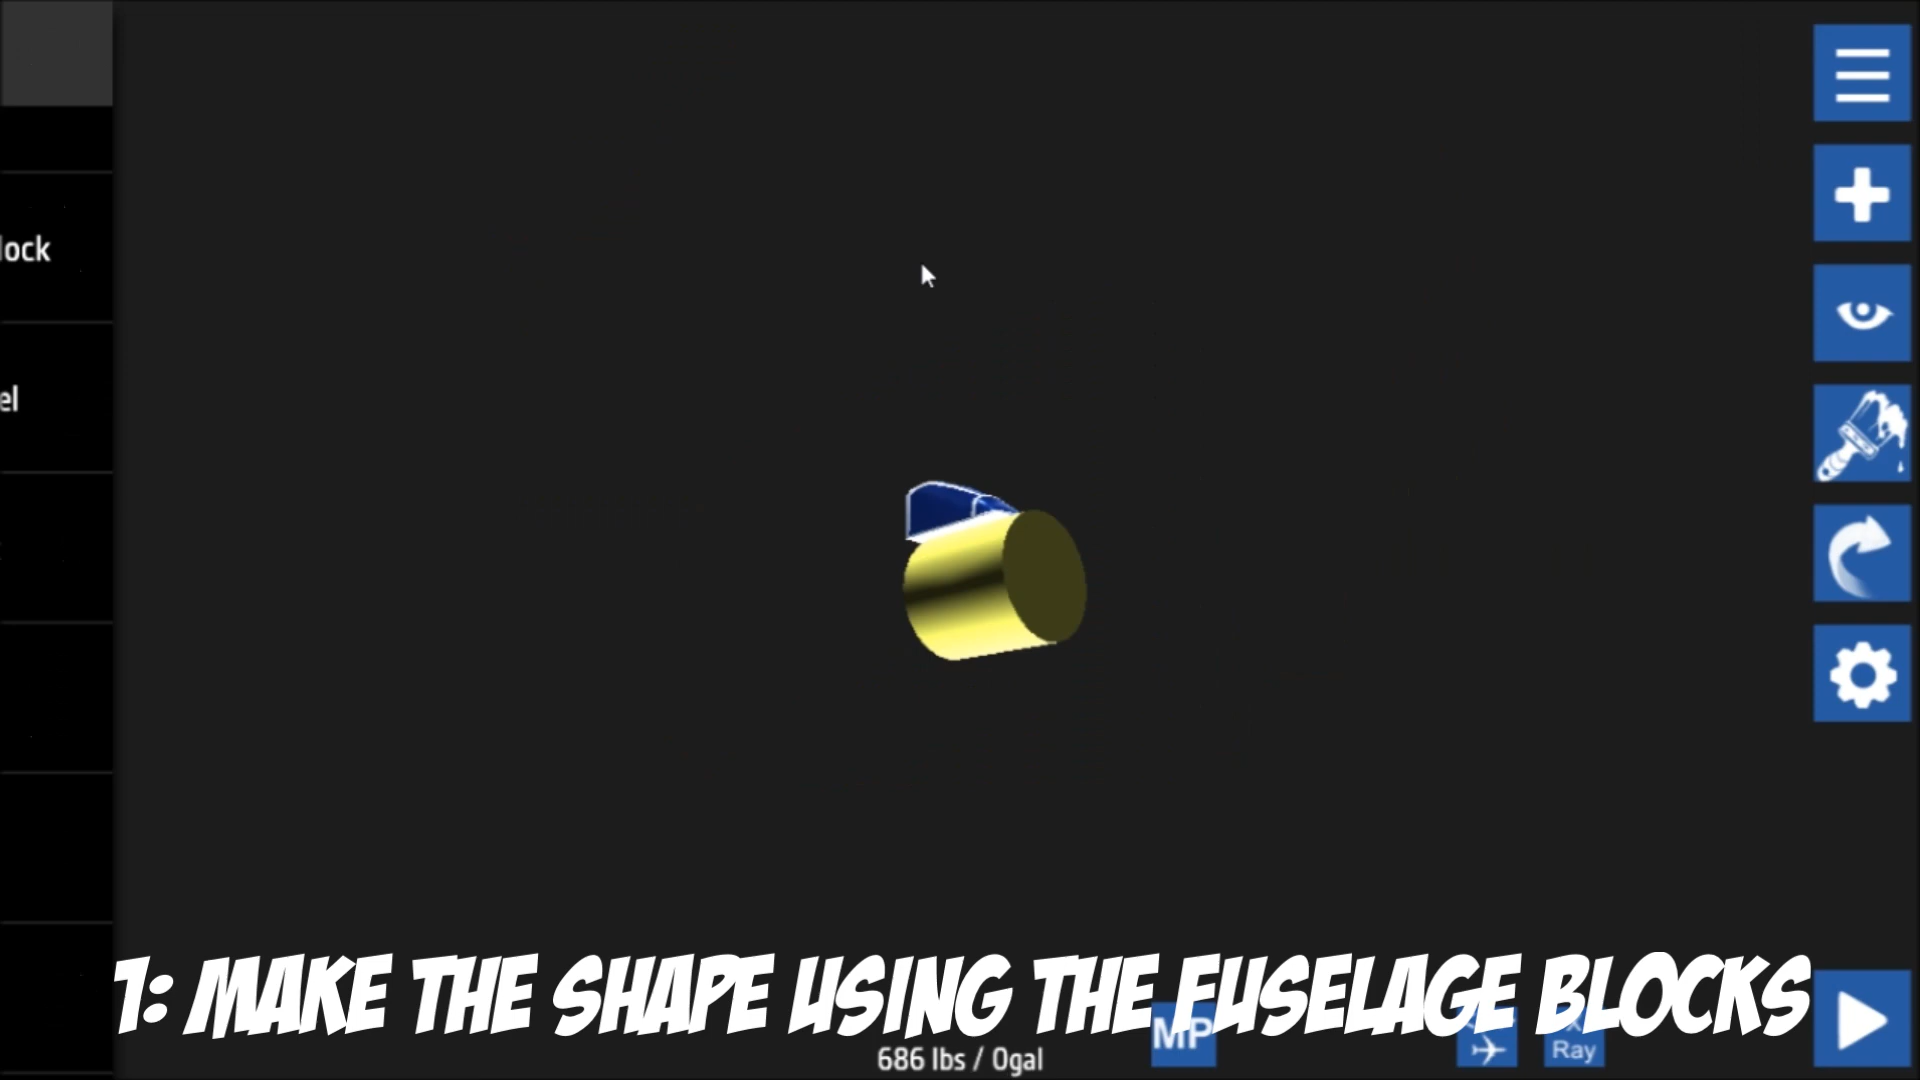 lock
el
1: MAKE THE SHAPE USING THE FUSELAGE BLOCKS
MP
Ray
686 lbs / 0gal